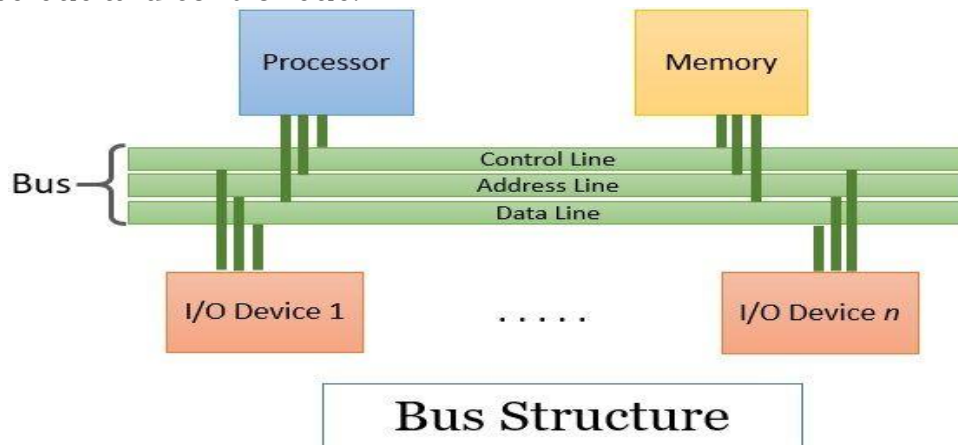 Processor
Memory
Control Line
Bus
Address Line
Data Line
I/O Device 1
. . . . .
I/O Device n
Bus Structure